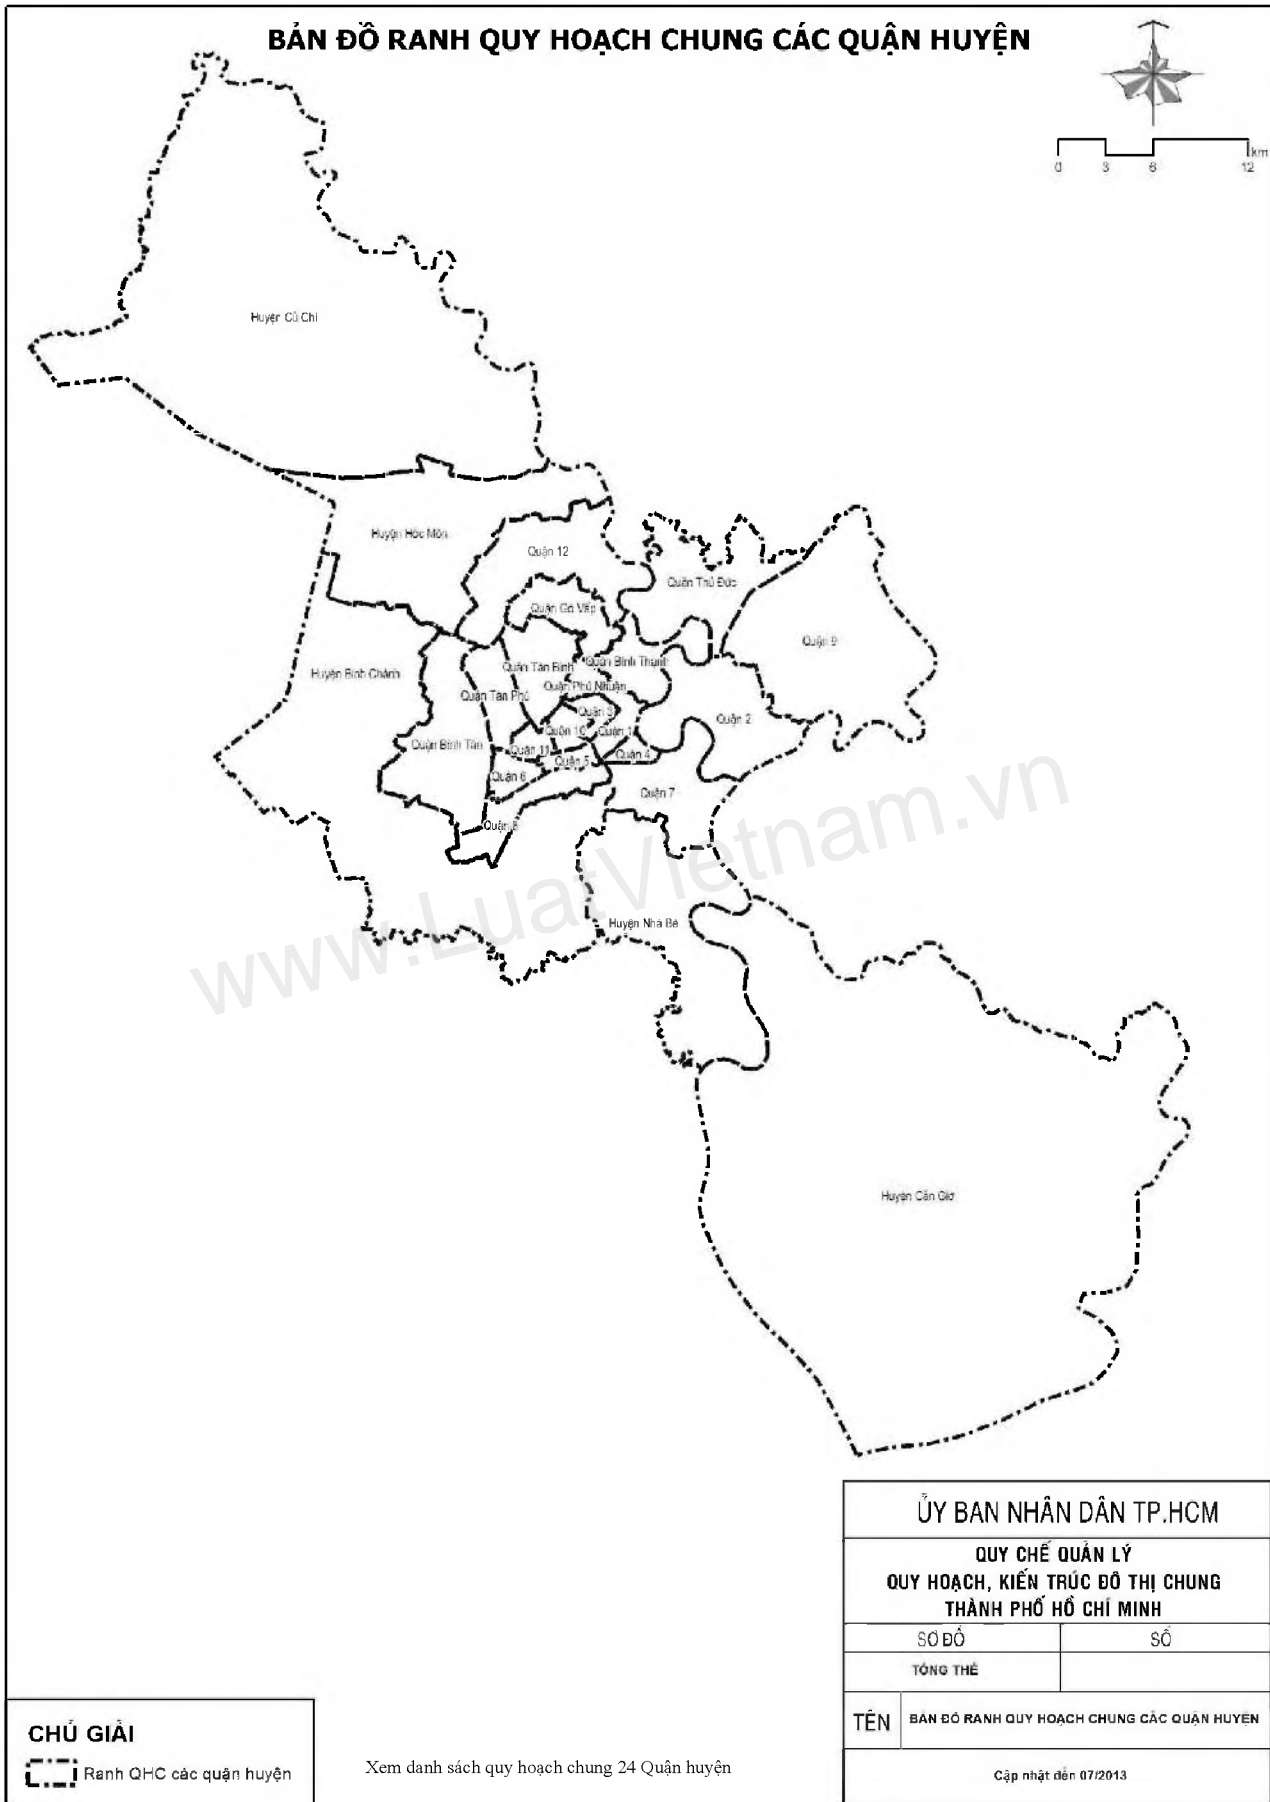 BẢN ĐỒ RANH QUY HOẠCH CHUNG CÁC QUẬN HUYỆN
0 3 6 12 km
Huyện Củ Chi
Huyện Hóc Môn
Quận 12
Quận Thủ Đức
Quận Gò Vấp
Quận 9
Quận Bình Thạnh
Quận Tân Bình
Huyện Bình Chánh
Quận Phú Nhuận
Quận Tân Phú
Quận 3
Quận 2
Quận 10
Quận 1
Quận Bình Tân
Quận 11
Quận 4
Quận 5
Quận 6
Quận 7
Quận 8
www.LuatVietnam.vn
Huyện Nhà Bè
Huyện Cần Giờ
ỦY BAN NHÂN DÂN TP.HCM
QUY CHẾ QUẢN LÝ
QUY HOẠCH, KIẾN TRÚC ĐÔ THỊ CHUNG
THÀNH PHỐ HỒ CHÍ MINH
SƠ ĐỒ SỐ
TỔNG THỂ
TÊN BẢN ĐỒ RANH QUY HOẠCH CHUNG CÁC QUẬN HUYỆN
Cập nhật đến 07/2013
CHÚ GIẢI
Ranh QHC các quận huyện
Xem danh sách quy hoạch chung 24 Quận huyện